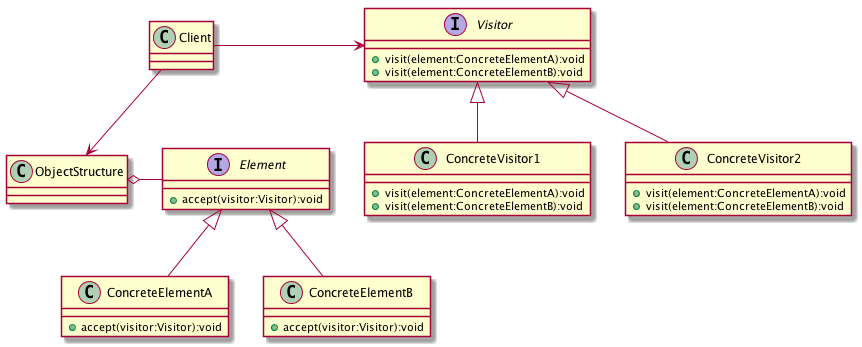 C Client
I Visitor
+ visit(element:ConcreteElementA):void
+ visit(element:ConcreteElementB):void
C ObjectStructure
I Element
+ accept(visitor:Visitor):void
C ConcreteVisitor1
+ visit(element:ConcreteElementA):void
+ visit(element:ConcreteElementB):void
C ConcreteVisitor2
+ visit(element:ConcreteElementA):void
+ visit(element:ConcreteElementB):void
C ConcreteElementA
+ accept(visitor:Visitor):void
C ConcreteElementB
+ accept(visitor:Visitor):void